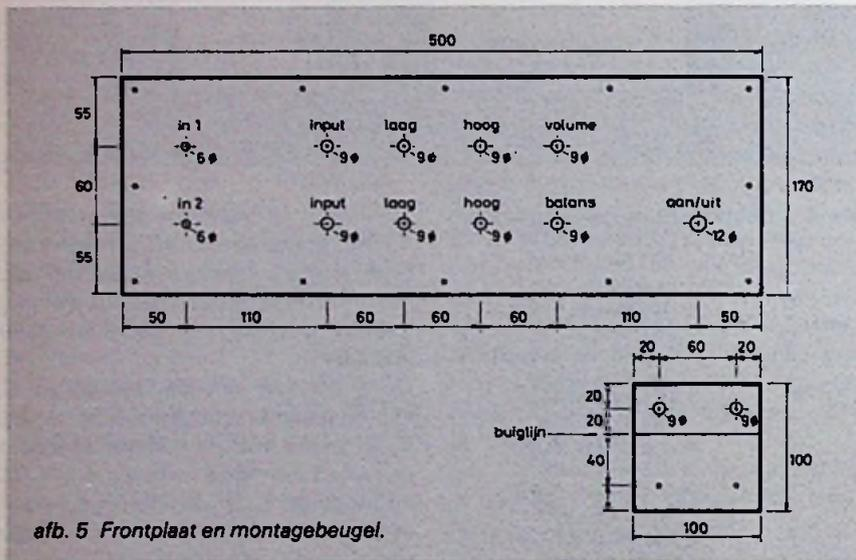 500
55
in 1
input
laag
hoog
volume
6 ϕ
9 ϕ
9 ϕ
9 ϕ
9 ϕ
60
170
in 2
input
laag
hoog
balans
aan/uit
6 ϕ
9 ϕ
9 ϕ
9 ϕ
9 ϕ
12 ϕ
55
50
110
60
60
60
110
50
20
60
20
20
9 ϕ
9 ϕ
20
buiglijn
40
100
100
afb. 5 Frontplaat en montagebeugel.